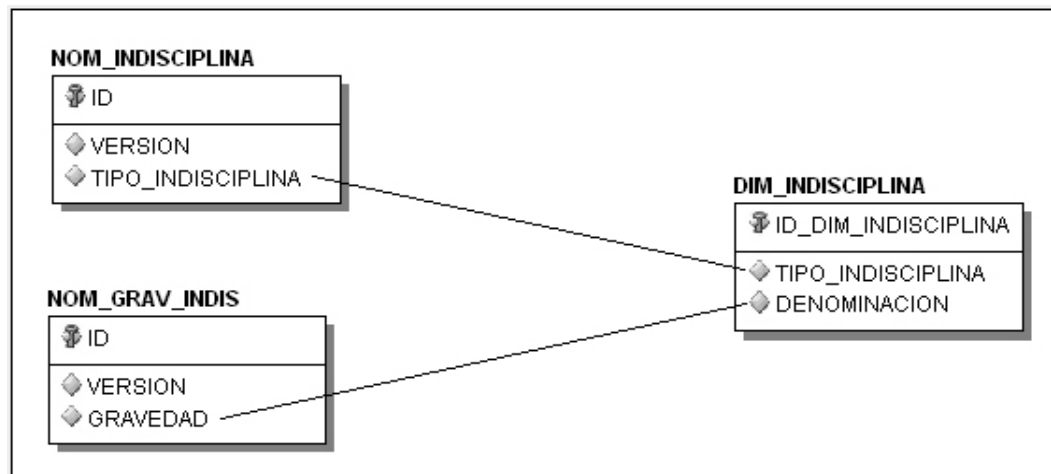 NOM_INDISCIPLINA
ID
VERSION
TIPO_INDISCIPLINA
DIM_INDISCIPLINA
ID_DIM_INDISCIPLINA
TIPO_INDISCIPLINA
DENOMINACION
NOM_GRAV_INDIS
ID
VERSION
GRAVEDAD